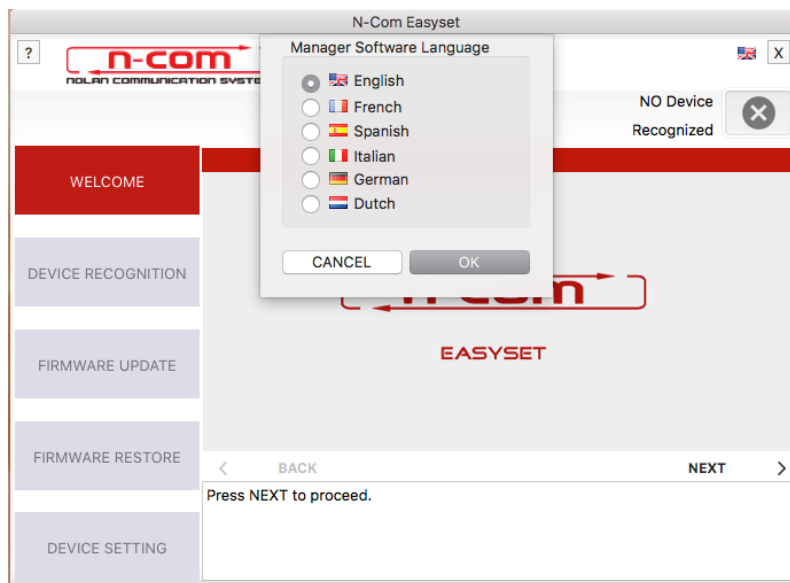 N-Com Easyset
?
n-com
NOLAN COMMUNICATION SYSTE
Manager Software Language
English
French
Spanish
Italian
German
Dutch
CANCEL
OK
X
NO Device
Recognized
WELCOME
DEVICE RECOGNITION
FIRMWARE UPDATE
FIRMWARE RESTORE
DEVICE SETTING
n-com
EASYSET
< BACK
NEXT >
Press NEXT to proceed.